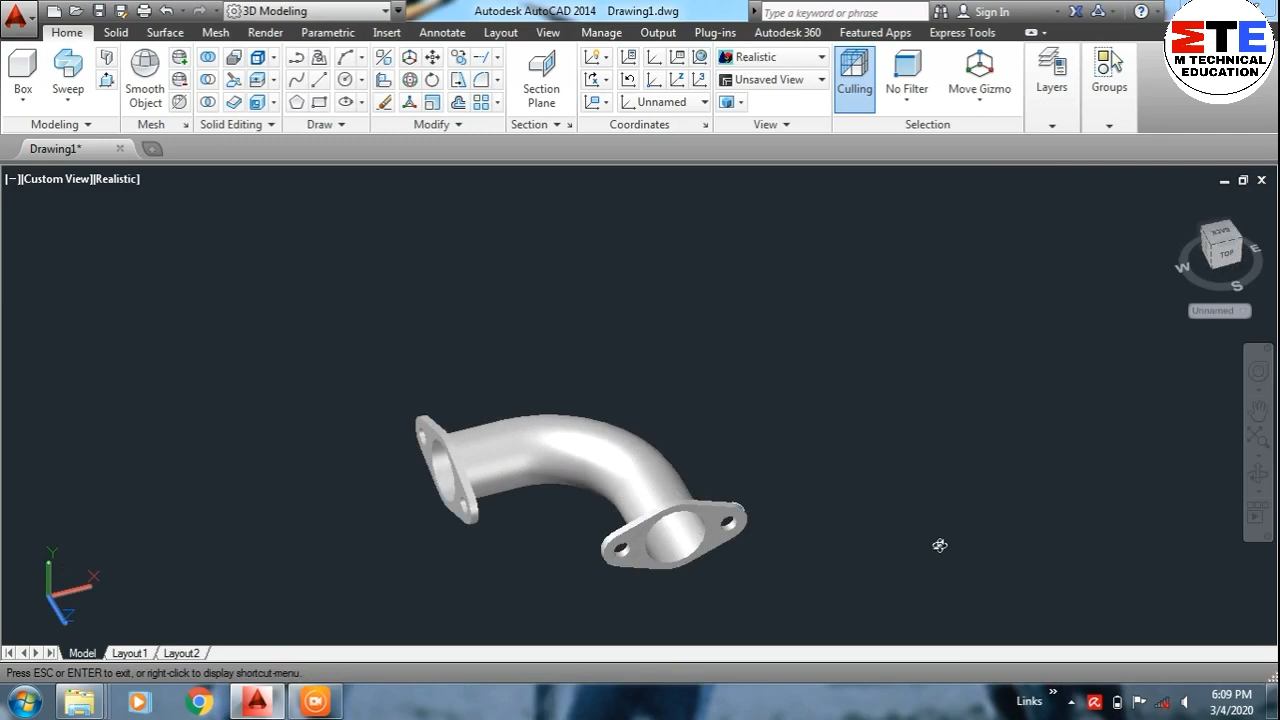 3D Modeling
Autodesk AutoCAD 2014 Drawing1.dwg
Type a keyword or phrase
Sign In
Home Solid Surface Mesh Render Parametric Insert Annotate Layout View Manage Output Plug-ins Autodesk 360 Featured Apps Express Tools
MTE
M TECHNICAL
EDUCATION
Box
Sweep
Smooth
Object
Section
Plane
Realistic
Unsaved View
Unnamed
Culling
No Filter
Move Gizmo
Layers
Groups
Modeling
Mesh
Solid Editing
Draw
Modify
Section
Coordinates
View
Selection
Drawing1*
[−][Custom View][Realistic]
BACK
TOP
W
E
S
Unnamed
Y
X
Z
Model Layout1 Layout2
Press ESC or ENTER to exit, or right-click to display shortcut-menu.
Links
6:09 PM
3/4/2020